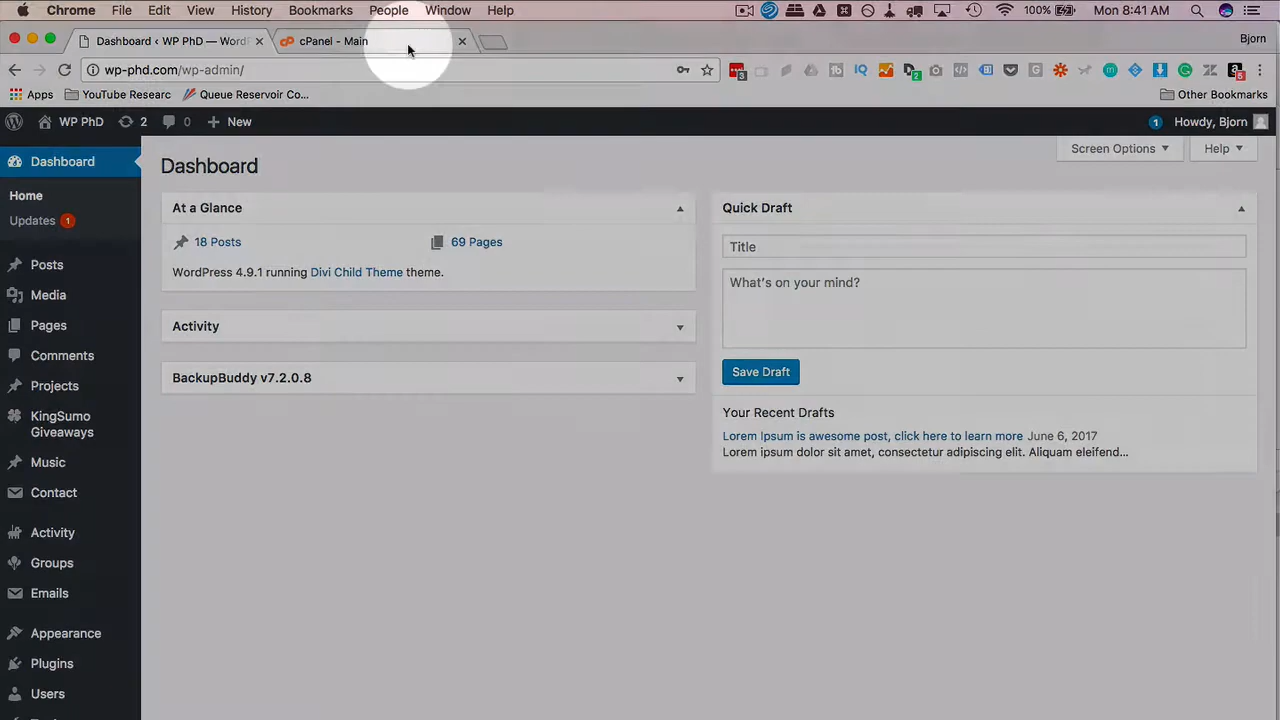 Chrome File Edit View History Bookmarks People Window Help 100% Mon 8:41 AM
Dashboard ‹ WP PhD — Word cPanel - Main Bjorn
wp-phd.com/wp-admin/
Apps YouTube Researc Queue Reservoir Co... Other Bookmarks
WP PhD 2 0 New 1 Howdy, Bjorn
Dashboard
Home
Updates 1
Posts
Media
Pages
Comments
Projects
KingSumo
Giveaways
Music
Contact
Activity
Groups
Emails
Appearance
Plugins
Users
Dashboard
Screen Options Help
At a Glance
18 Posts 69 Pages
WordPress 4.9.1 running Divi Child Theme theme.
Activity
BackupBuddy v7.2.0.8
Quick Draft
Title
What's on your mind?
Save Draft
Your Recent Drafts
Lorem Ipsum is awesome post, click here to learn more June 6, 2017
Lorem ipsum dolor sit amet, consectetur adipiscing elit. Aliquam eleifend...